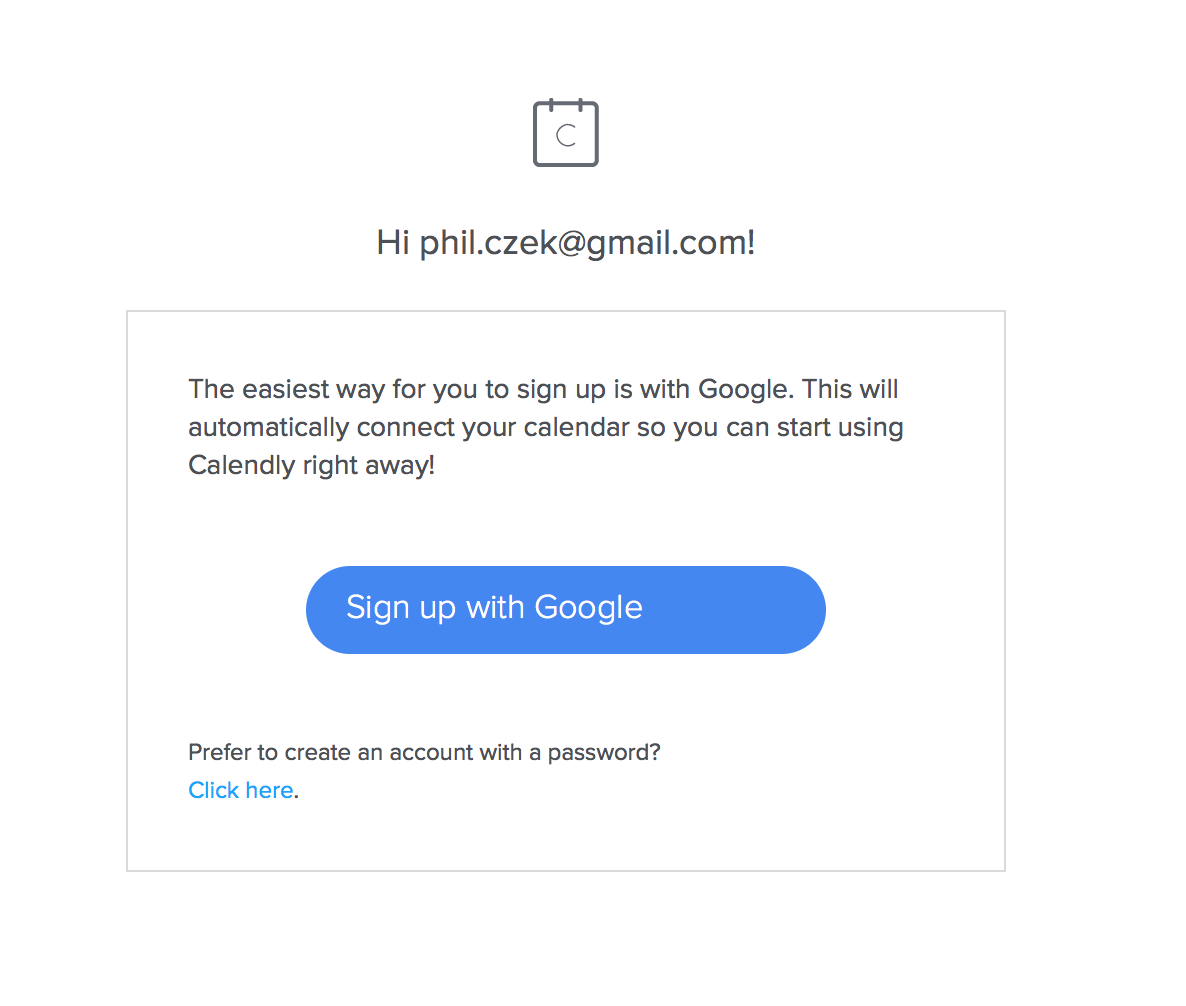 C
Hi phil.czek@gmail.com!
The easiest way for you to sign up is with Google. This will
automatically connect your calendar so you can start using
Calendly right away!
Sign up with Google
Prefer to create an account with a password?
Click here.